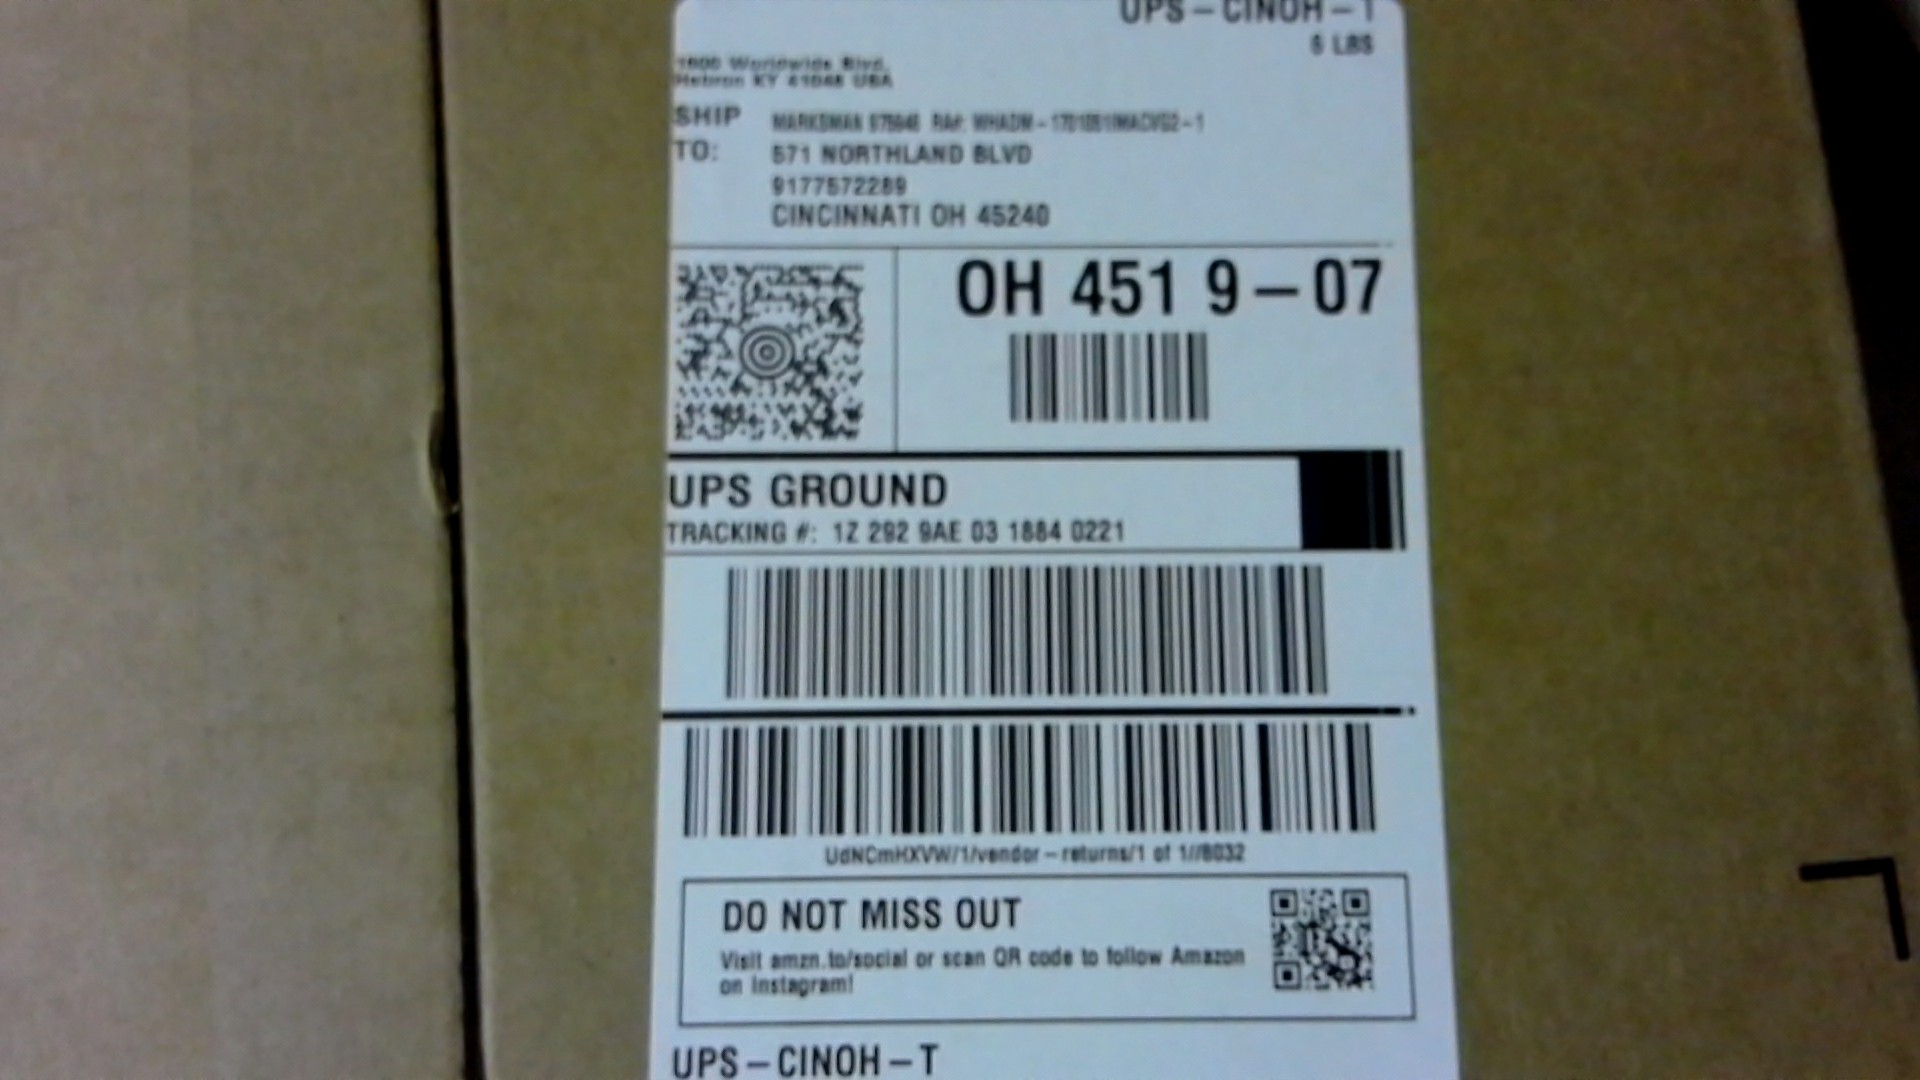 UPS-CINOH-T
6 LBS
Worldwide Blvd.
Hebron KY 41048 USA
SHIP
TO:
571 NORTHLAND BLVD
9177572289
CINCINNATI OH 45240
OH 451 9-07
UPS GROUND
TRACKING #: 1Z 292 9AE 03 1884 0221
UdNCmHXVW/1/vendor-returns/1 of 1//8032
DO NOT MISS OUT
Visit amzn.to/social or scan QR code to follow Amazon
on Instagram!
UPS-CINOH-T